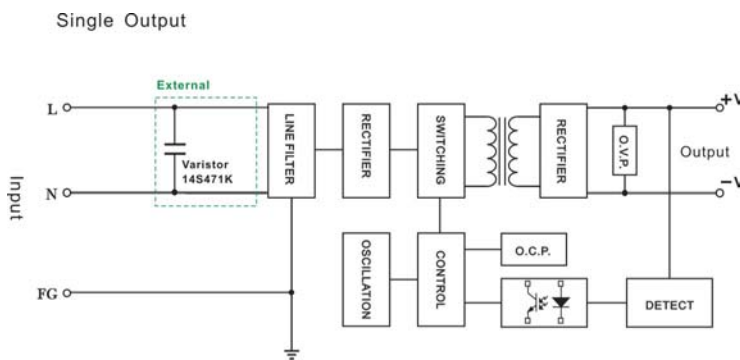 Single Output
External
L
Varistor
14S471K
N
FG
Input
LINE FILTER
RECTIFIER
SWITCHING
RECTIFIER
O.V.P.
+V
Output
−V
OSCILLATION
CONTROL
O.C.P.
DETECT